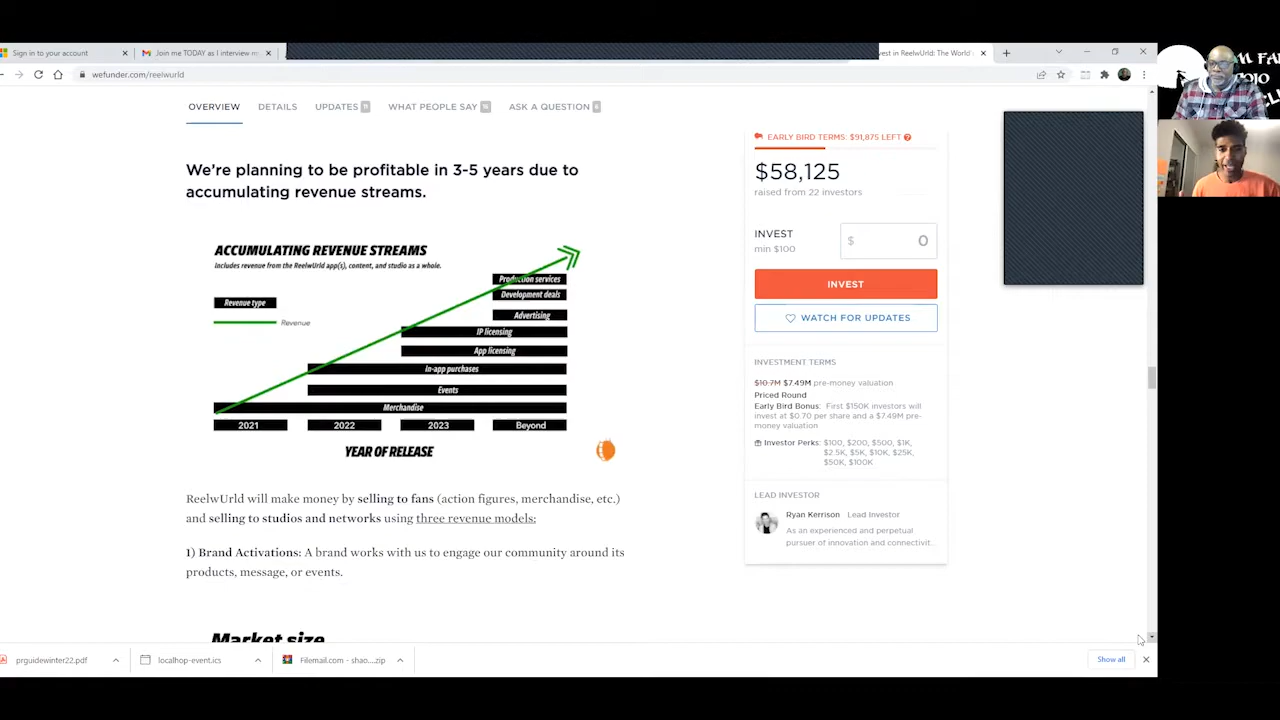 Sign in to your account
Join me TODAY as I interview m
vest in ReelwUrld: The World'
wefunder.com/reelwurld
OVERVIEW
DETAILS
UPDATES 11
WHAT PEOPLE SAY
ASK A QUESTION
We're planning to be profitable in 3-5 years due to
accumulating revenue streams.
ACCUMULATING REVENUE STREAMS
Includes revenue from the ReelwUrld app(s), content, and studio as a whole.
Revenue type
Revenue
Production services
Development deals
Advertising
IP licensing
App licensing
In-app purchases
Events
Merchandise
2021
2022
2023
Beyond
YEAR OF RELEASE
ReelwUrld will make money by selling to fans (action figures, merchandise, etc.)
and selling to studios and networks using three revenue models:
1) Brand Activations: A brand works with us to engage our community around its
products, message, or events.
Market size
EARLY BIRD TERMS: $91,875 LEFT
$58,125
raised from 22 investors
INVEST
min $100
$ 0
INVEST
WATCH FOR UPDATES
INVESTMENT TERMS
$10.7M $7.49M pre-money valuation
Priced Round
Early Bird Bonus: First $150K investors will
invest at $0.70 per share and a $7.49M pre-
money valuation
Investor Perks: $100, $200, $500, $1K,
$2.5K, $5K, $10K, $25K,
$50K, $100K
LEAD INVESTOR
Ryan Kerrison Lead Investor
As an experienced and perpetual
pursuer of innovation and connectivit.
prguidewinter22.pdf
localhop-event.ics
Filemail.com - shao....zip
Show all